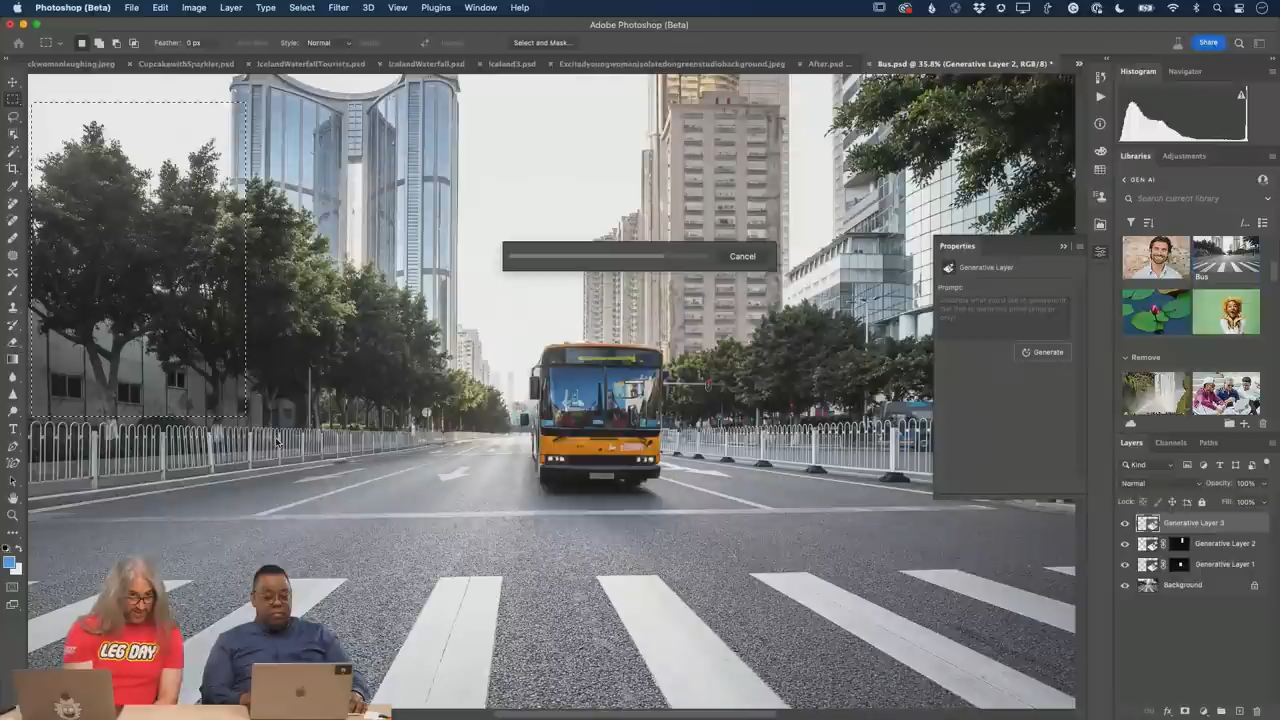 Photoshop (Beta) File Edit Image Layer Type Select Filter 3D View Plugins Window Help
Adobe Photoshop (Beta)
Feather: 0 px Style: Normal Select and Mask... Share
ckwomanlaughing.jpeg CupcakewithSparkler.psd IcelandWaterfallTourists.psd IcelandWaterfall.psd Iceland3.psd Excitedyoungwomanisolatedongreenstudiobackground.jpeg After.psd ... Bus.psd @ 35.8% (Generative Layer 2, RGB/8) *
Histogram Navigator
Libraries Adjustments
GEN AI
Search current library
Bus
Remove
Cancel
Properties
Generative Layer
Prompt:
Generate
Layers Channels Paths
Kind
Normal Opacity: 100%
Lock: Fill: 100%
Generative Layer 3
Generative Layer 2
Generative Layer 1
Background
LEG DAY